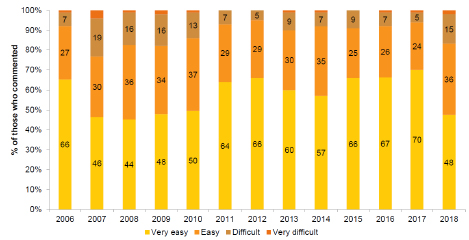 % of those who commented
100%
90%
80%
70%
60%
50%
40%
30%
20%
10%
0%
7 19 16 16 13 7 5 9 7 9 7 5 15
27 30 36 34 37 29 29 30 35 25 26 24 36
66 46 44 48 50 64 66 60 57 66 67 70 48
2006 2007 2008 2009 2010 2011 2012 2013 2014 2015 2016 2017 2018
Very easy Easy Difficult Very difficult